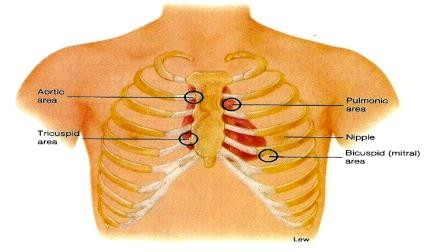 Aortic
area
Pulmonic
area
Tricuspid
area
Nipple
Bicuspid (mitral)
area
Lew